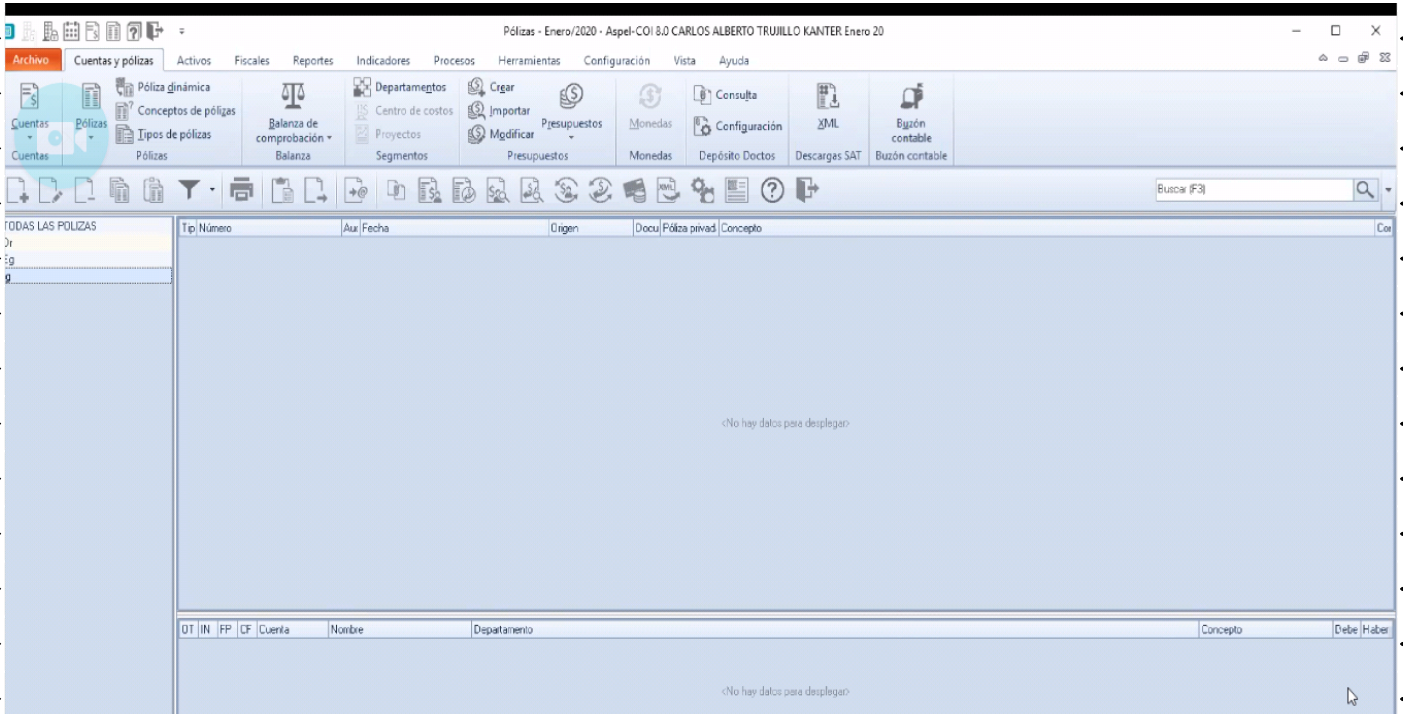 Pólizas - Enero/2020 - Aspel-COI 8.0 CARLOS ALBERTO TRUJILLO KANTER Enero 20
Archivo Cuentas y pólizas Activos Fiscales Reportes Indicadores Procesos Herramientas Configuración Vista Ayuda
Póliza dinámica Departamentos Crear Consulta
Conceptos de pólizas Centro de costos Importar
Cuentas Pólizas Balanza de comprobación Presupuestos Monedas Configuración XML Buzón contable
Tipos de pólizas Proyectos Modificar
Cuentas Pólizas Balanza Segmentos Presupuestos Monedas Depósito Doctos Descargas SAT Buzón contable
XML
Buscar (F3)
TODAS LAS POLIZAS
Dr
Eg
Tip Número Aux Fecha Origen Docu Póliza privad Concepto Con
<No hay datos para desplegar>
OT IN FP CF Cuenta Nombre Departamento Concepto Debe Haber
<No hay datos para desplegar>